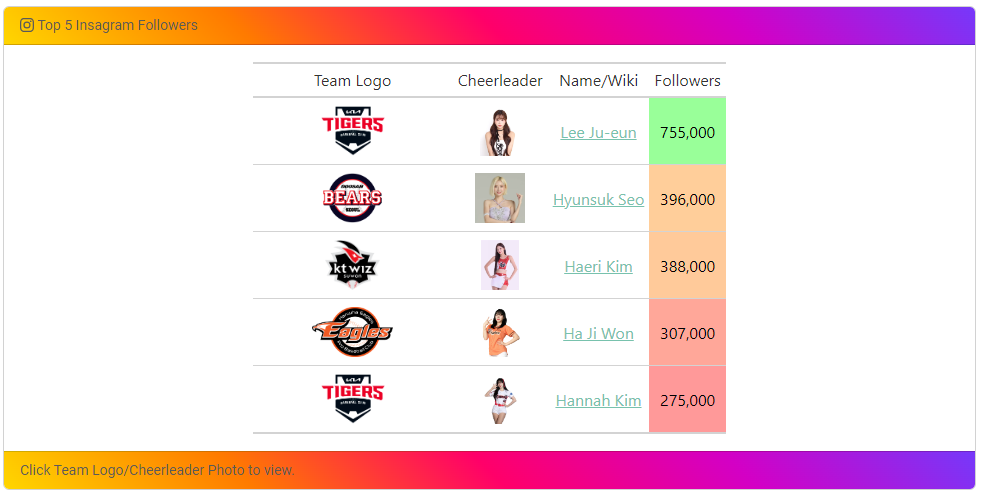 Top 5 Insagram Followers
Team Logo Cheerleader Name/Wiki Followers
TIGERS
Lee Ju-eun 755,000
DOOSAN
BEARS
SEOUL
Hyunsuk Seo 396,000
kt wiz
suwon
Haeri Kim 388,000
Hanwha Eagles
Eagles
Ha Ji Won 307,000
TIGERS
Hannah Kim 275,000
Click Team Logo/Cheerleader Photo to view.